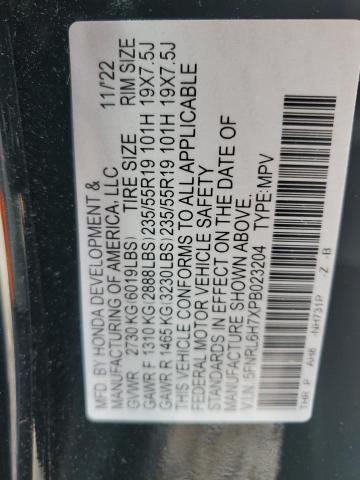 MFD. BY HONDA DEVELOPMENT & 11/22
MANUFACTURING OF AMERICA, LLC
GVWR 2730 KG(6019LBS) TIRE SIZE RIM SIZE
GAWR F 1310 KG(2888LBS)235/55R19 101H 19X7.5J
GAWR R 1465 KG(3230LBS)235/55R19 101H 19X7.5J
THIS VEHICLE CONFORMS TO ALL APPLICABLE
FEDERAL MOTOR VEHICLE SAFETY
STANDARDS IN EFFECT ON THE DATE OF
MANUFACTURE SHOWN ABOVE.
V.I.N. 5FNRL6H7XPB023204 TYPE:MPV
THR P AH8 -NH731P -Z -B